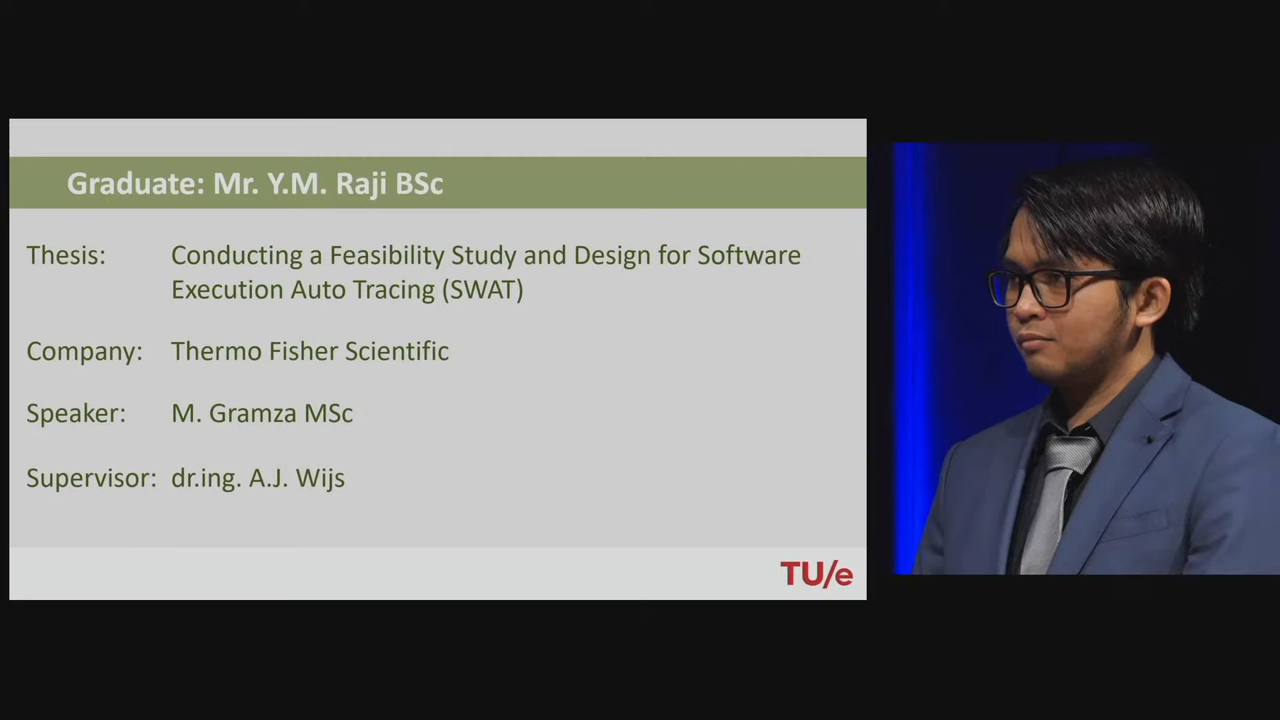 Graduate: Mr. Y.M. Raji BSc
Thesis: Conducting a Feasibility Study and Design for Software
Execution Auto Tracing (SWAT)
Company: Thermo Fisher Scientific
Speaker: M. Gramza MSc
Supervisor: dr.ing. A.J. Wijs
TU/e